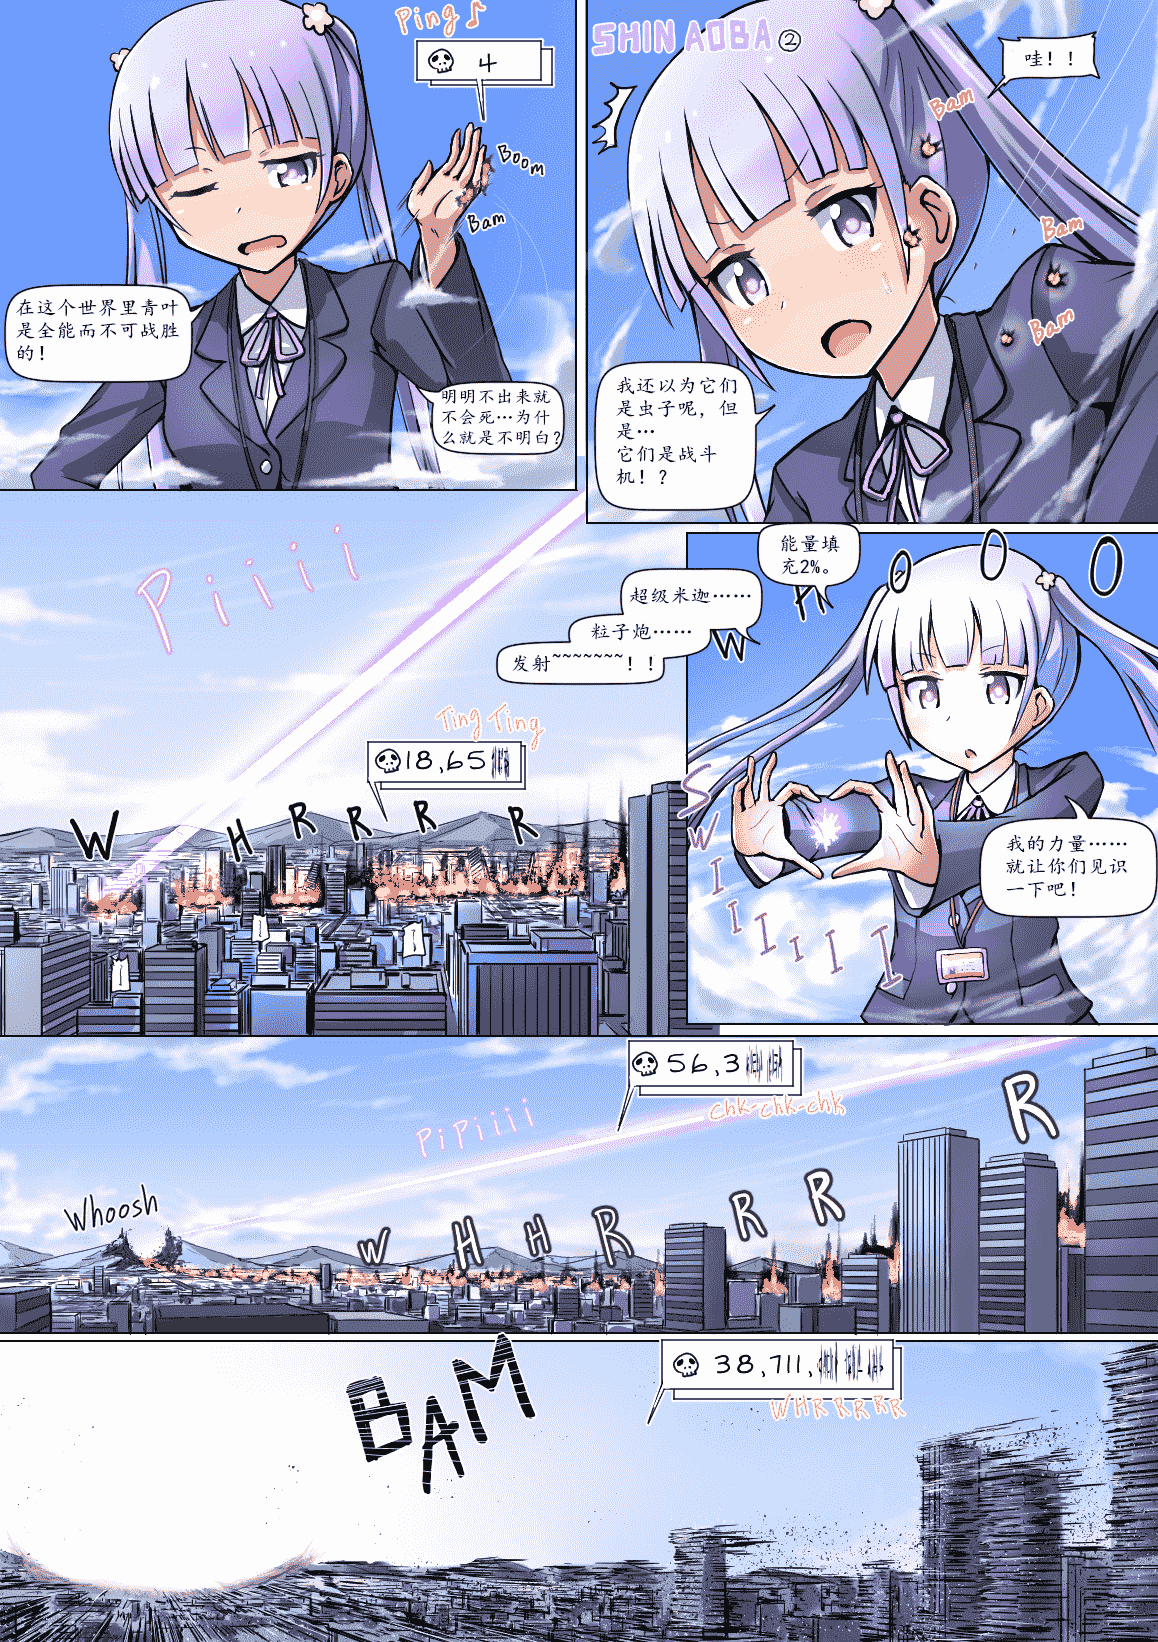 SHIN AOBA ②
哇！！
Bam
Bam
Bam
我还以为它们
是虫子呢，但
是…
它们是战斗
机！？
Ping♪
4
Boom
Bam
在这个世界里青叶
是全能而不可战胜
的！
明明不出来就
不会死…为什
么就是不明白？
能量填
充2%。
超级米迦……
粒子炮……
发射~~~~~~~！！
我的力量……
就让你们见识
一下吧！
SWIIIIII
Piiiii
Ting Ting
18,65
WHRRRR
56,3
chk-chk-chk
PiPiiii
Whoosh
WHHRRRR
38,711,
WHRRRRR
BAM